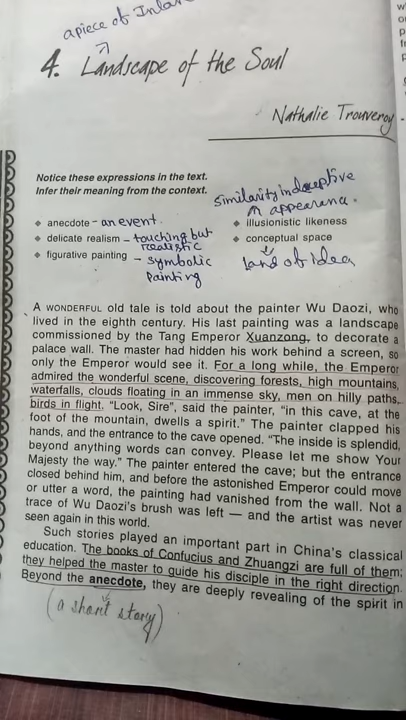 apiece of Inlan
4. Landscape of the Soul
Nathalie Trouveroy
Notice these expressions in the text.
Infer their meaning from the context.
similarity in deceptive
in appearance.
anecdote - an event
illusionistic likeness
delicate realism - touching but
realistic
conceptual space
land of idea
figurative painting - symbolic
painting
A WONDERFUL old tale is told about the painter Wu Daozi, who
lived in the eighth century. His last painting was a landscape
commissioned by the Tang Emperor Xuanzong, to decorate a
palace wall. The master had hidden his work behind a screen, so
only the Emperor would see it. For a long while, the Emperor
admired the wonderful scene, discovering forests, high mountains,
waterfalls, clouds floating in an immense sky, men on hilly paths,
birds in flight. "Look, Sire", said the painter, "in this cave, at the
foot of the mountain, dwells a spirit." The painter clapped his
hands, and the entrance to the cave opened. "The inside is splendid,
beyond anything words can convey. Please let me show Your
Majesty the way." The painter entered the cave; but the entrance
closed behind him, and before the astonished Emperor could move
or utter a word, the painting had vanished from the wall. Not a
trace of Wu Daozi's brush was left — and the artist was never
seen again in this world.
Such stories played an important part in China's classical
education. The books of Confucius and Zhuangzi are full of them;
they helped the master to guide his disciple in the right direction.
Beyond the anecdote, they are deeply revealing of the spirit in
(a short story)